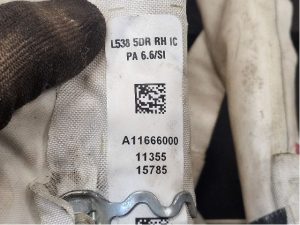 L538 5DR RH IC
PA 6.6/SI
A11666000
11355
15785